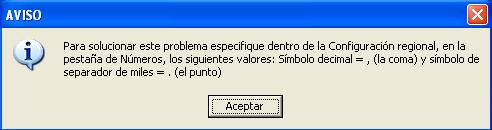 AVISO
Para solucionar este problema especifique dentro de la Configuración regional, en la
pestaña de Números, los siguientes valores: Símbolo decimal = , (la coma) y símbolo de
separador de miles = . (el punto)
Aceptar